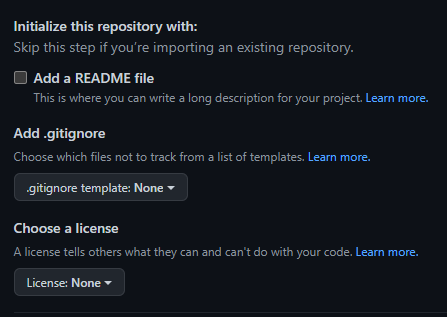 Initialize this repository with:
Skip this step if you're importing an existing repository.
Add a README file
This is where you can write a long description for your project. Learn more.
Add .gitignore
Choose which files not to track from a list of templates. Learn more.
.gitignore template: None
Choose a license
A license tells others what they can and can't do with your code. Learn more.
License: None